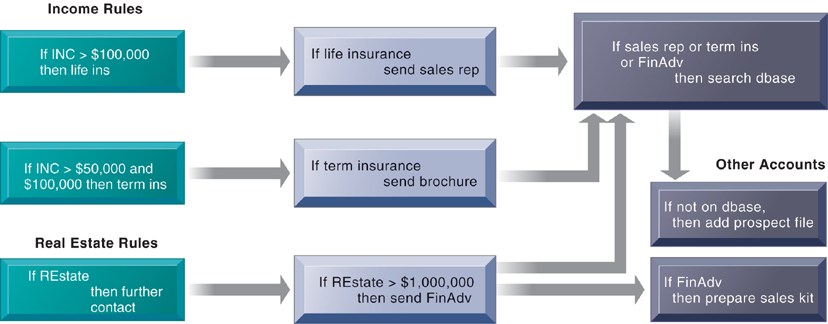 Income Rules
If INC > $100,000
then life ins
If life insurance
send sales rep
If sales rep or term ins
or FinAdv
then search dbase
If INC > $50,000 and
$100,000 then term ins
If term insurance
send brochure
Other Accounts
If not on dbase,
then add prospect file
Real Estate Rules
If REstate
then further
contact
If REstate > $1,000,000
then send FinAdv
If FinAdv
then prepare sales kit